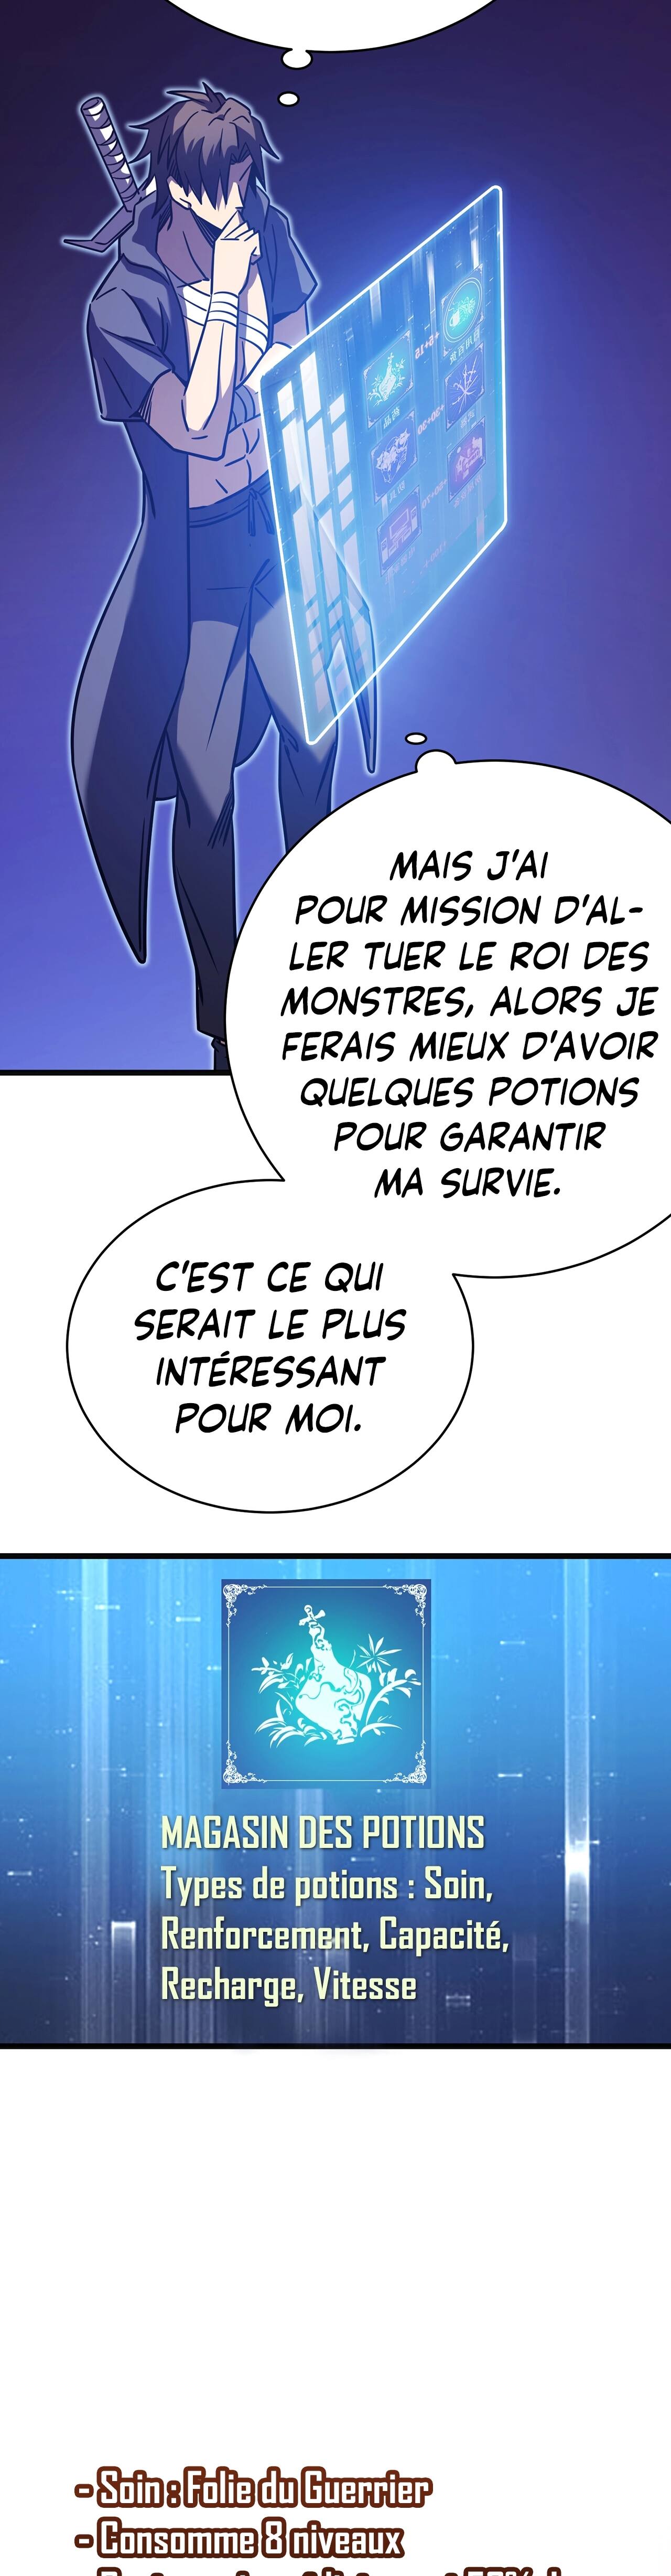 MAIS J'AI
POUR MISSION D'AL-
LER TUER LE ROI DES
MONSTRES, ALORS JE
FERAIS MIEUX D'AVOIR
QUELQUES POTIONS
POUR GARANTIR
MA SURVIE.
C'EST CE QUI
SERAIT LE PLUS
INTÉRESSANT
POUR MOI.
MAGASIN DES POTIONS
Types de potions : Soin,
Renforcement, Capacité,
Recharge, Vitesse
- Soin : Folie du Guerrier
- Consomme 8 niveaux